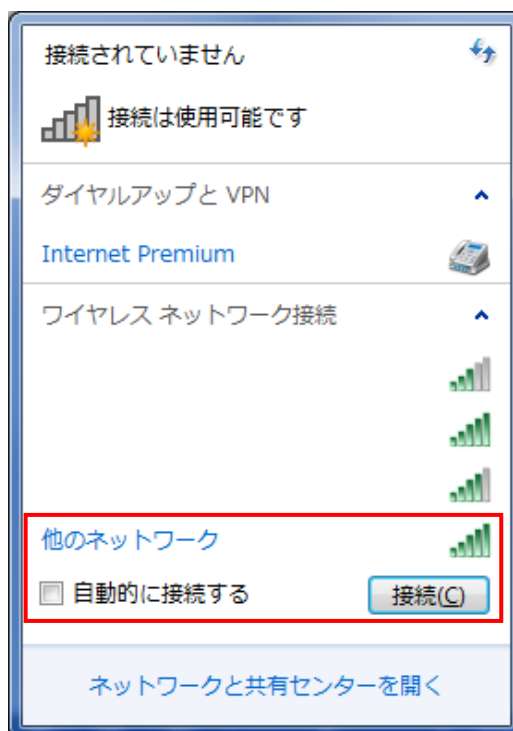 接続されていません
接続は使用可能です
ダイヤルアップと VPN
Internet Premium
ワイヤレス ネットワーク接続
他のネットワーク
自動的に接続する
接続(C)
ネットワークと共有センターを開く